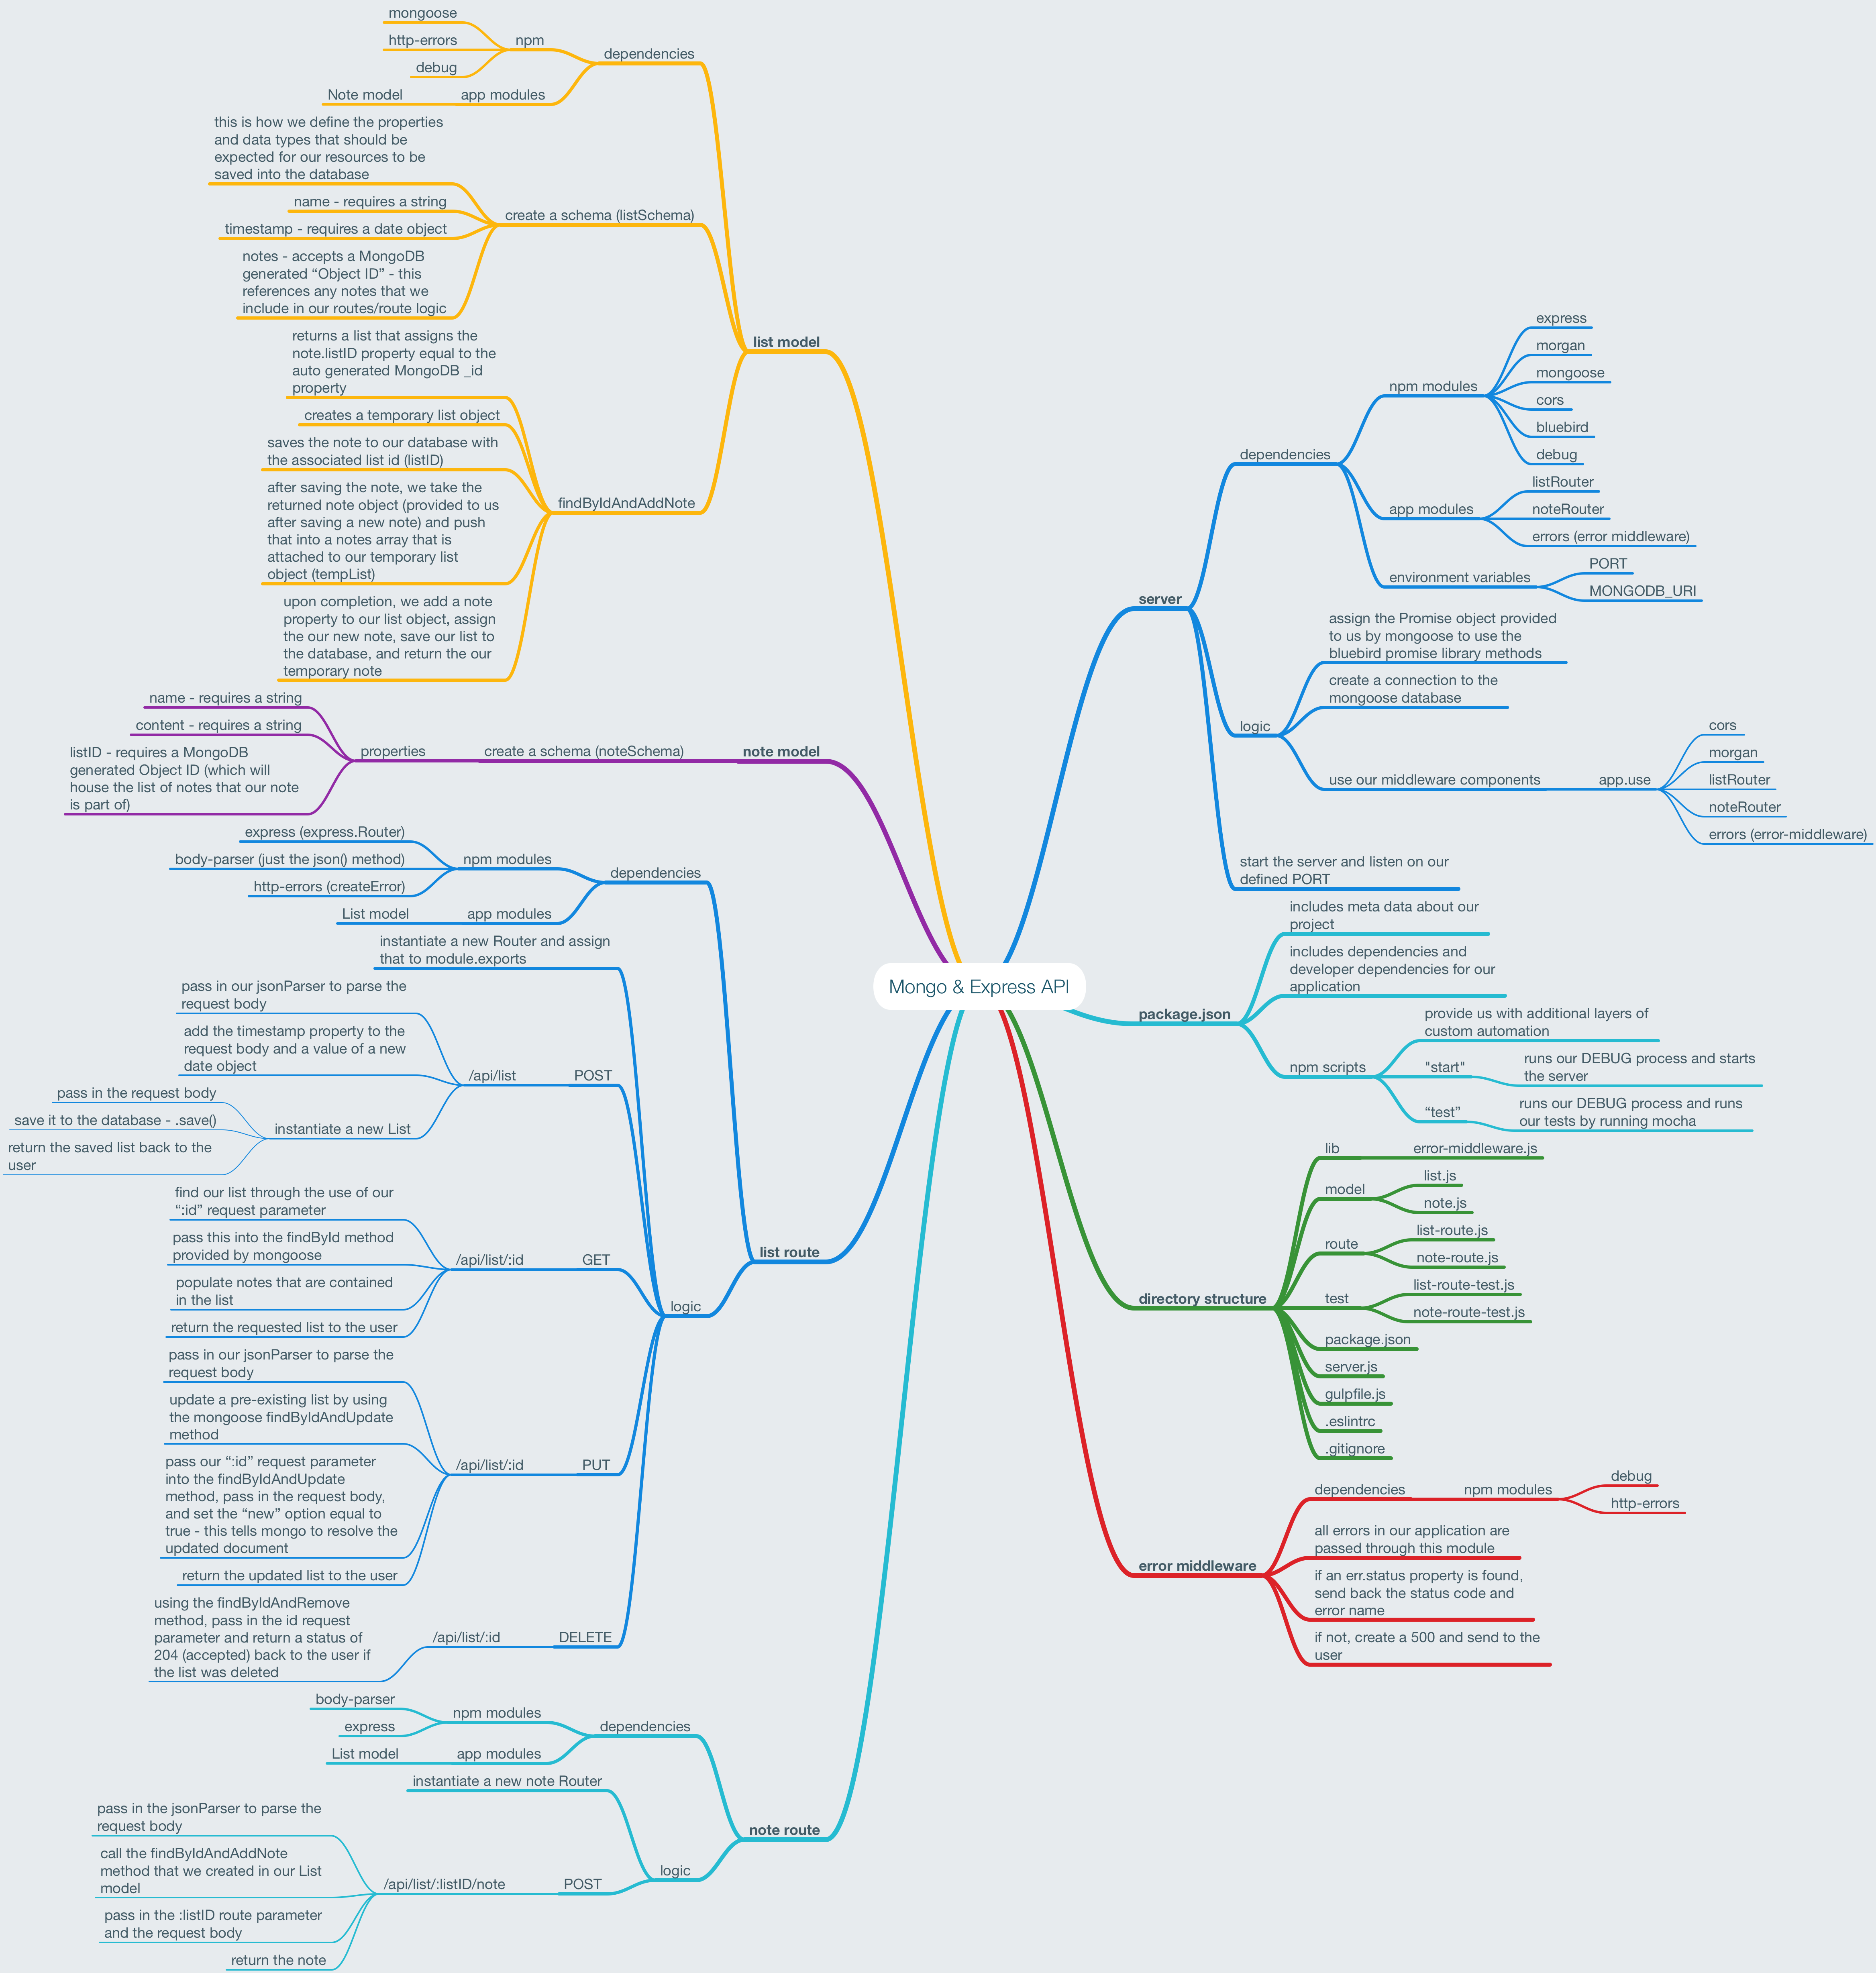 mongoose
http-errors
debug
npm
dependencies
Note model
app modules
this is how we define the properties
and data types that should be
expected for our resources to be
saved into the database
name - requires a string
timestamp - requires a date object
notes - accepts a MongoDB
generated “Object ID” - this
references any notes that we
include in our routes/route logic
create a schema (listSchema)
returns a list that assigns the
note.listID property equal to the
auto generated MongoDB _id
property
creates a temporary list object
saves the note to our database with
the associated list id (listID)
after saving the note, we take the
returned note object (provided to us
after saving a new note) and push
that into a notes array that is
attached to our temporary list
object (tempList)
upon completion, we add a note
property to our list object, assign
the our new note, save our list to
the database, and return the our
temporary note
findByIdAndAddNote
list model
name - requires a string
content - requires a string
listID - requires a MongoDB
generated Object ID (which will
house the list of notes that our note
is part of)
properties
create a schema (noteSchema)
note model
express (express.Router)
body-parser (just the json() method)
http-errors (createError)
npm modules
dependencies
List model
app modules
instantiate a new Router and assign
that to module.exports
pass in our jsonParser to parse the
request body
add the timestamp property to the
request body and a value of a new
date object
pass in the request body
save it to the database - .save()
return the saved list back to the
user
instantiate a new List
/api/list
POST
find our list through the use of our
“:id” request parameter
pass this into the findById method
provided by mongoose
populate notes that are contained
in the list
return the requested list to the user
/api/list/:id
GET
pass in our jsonParser to parse the
request body
update a pre-existing list by using
the mongoose findByIdAndUpdate
method
pass our “:id” request parameter
into the findByIdAndUpdate
method, pass in the request body,
and set the “new” option equal to
true - this tells mongo to resolve the
updated document
return the updated list to the user
/api/list/:id
PUT
using the findByIdAndRemove
method, pass in the id request
parameter and return a status of
204 (accepted) back to the user if
the list was deleted
/api/list/:id
DELETE
logic
list route
body-parser
express
npm modules
dependencies
List model
app modules
instantiate a new note Router
pass in the jsonParser to parse the
request body
call the findByIdAndAddNote
method that we created in our List
model
pass in the :listID route parameter
and the request body
return the note
/api/list/:listID/note
POST
logic
note route
Mongo & Express API
server
dependencies
npm modules
express
morgan
mongoose
cors
bluebird
debug
app modules
listRouter
noteRouter
errors (error middleware)
environment variables
PORT
MONGODB_URI
logic
assign the Promise object provided
to us by mongoose to use the
bluebird promise library methods
create a connection to the
mongoose database
use our middleware components
app.use
cors
morgan
listRouter
noteRouter
errors (error-middleware)
start the server and listen on our
defined PORT
package.json
includes meta data about our
project
includes dependencies and
developer dependencies for our
application
npm scripts
provide us with additional layers of
custom automation
"start"
runs our DEBUG process and starts
the server
“test”
runs our DEBUG process and runs
our tests by running mocha
directory structure
lib
error-middleware.js
model
list.js
note.js
route
list-route.js
note-route.js
test
list-route-test.js
note-route-test.js
package.json
server.js
gulpfile.js
.eslintrc
.gitignore
error middleware
dependencies
npm modules
debug
http-errors
all errors in our application are
passed through this module
if an err.status property is found,
send back the status code and
error name
if not, create a 500 and send to the
user